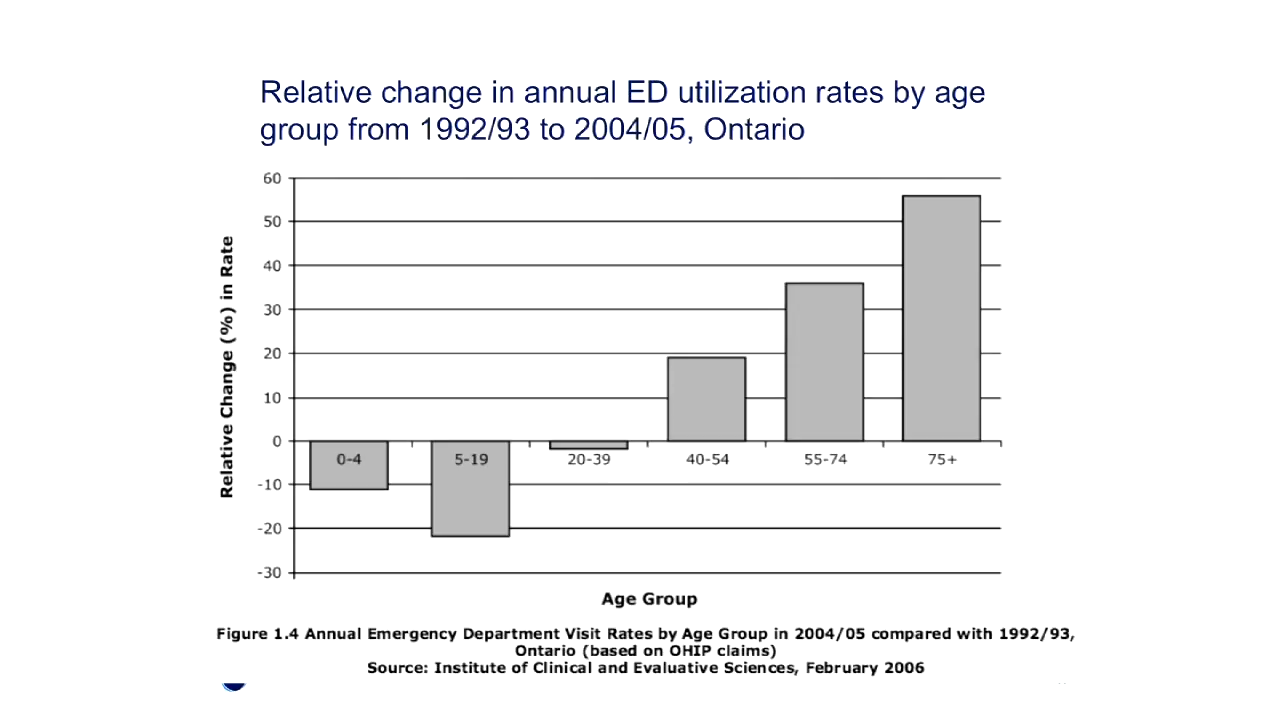 Relative change in annual ED utilization rates by age
group from 1992/93 to 2004/05, Ontario
60
50
40
30
20
10
0
-10
-20
-30
Relative Change (%) in Rate
0-4
5-19
20-39
40-54
55-74
75+
Age Group
Figure 1.4 Annual Emergency Department Visit Rates by Age Group in 2004/05 compared with 1992/93,
Ontario (based on OHIP claims)
Source: Institute of Clinical and Evaluative Sciences, February 2006